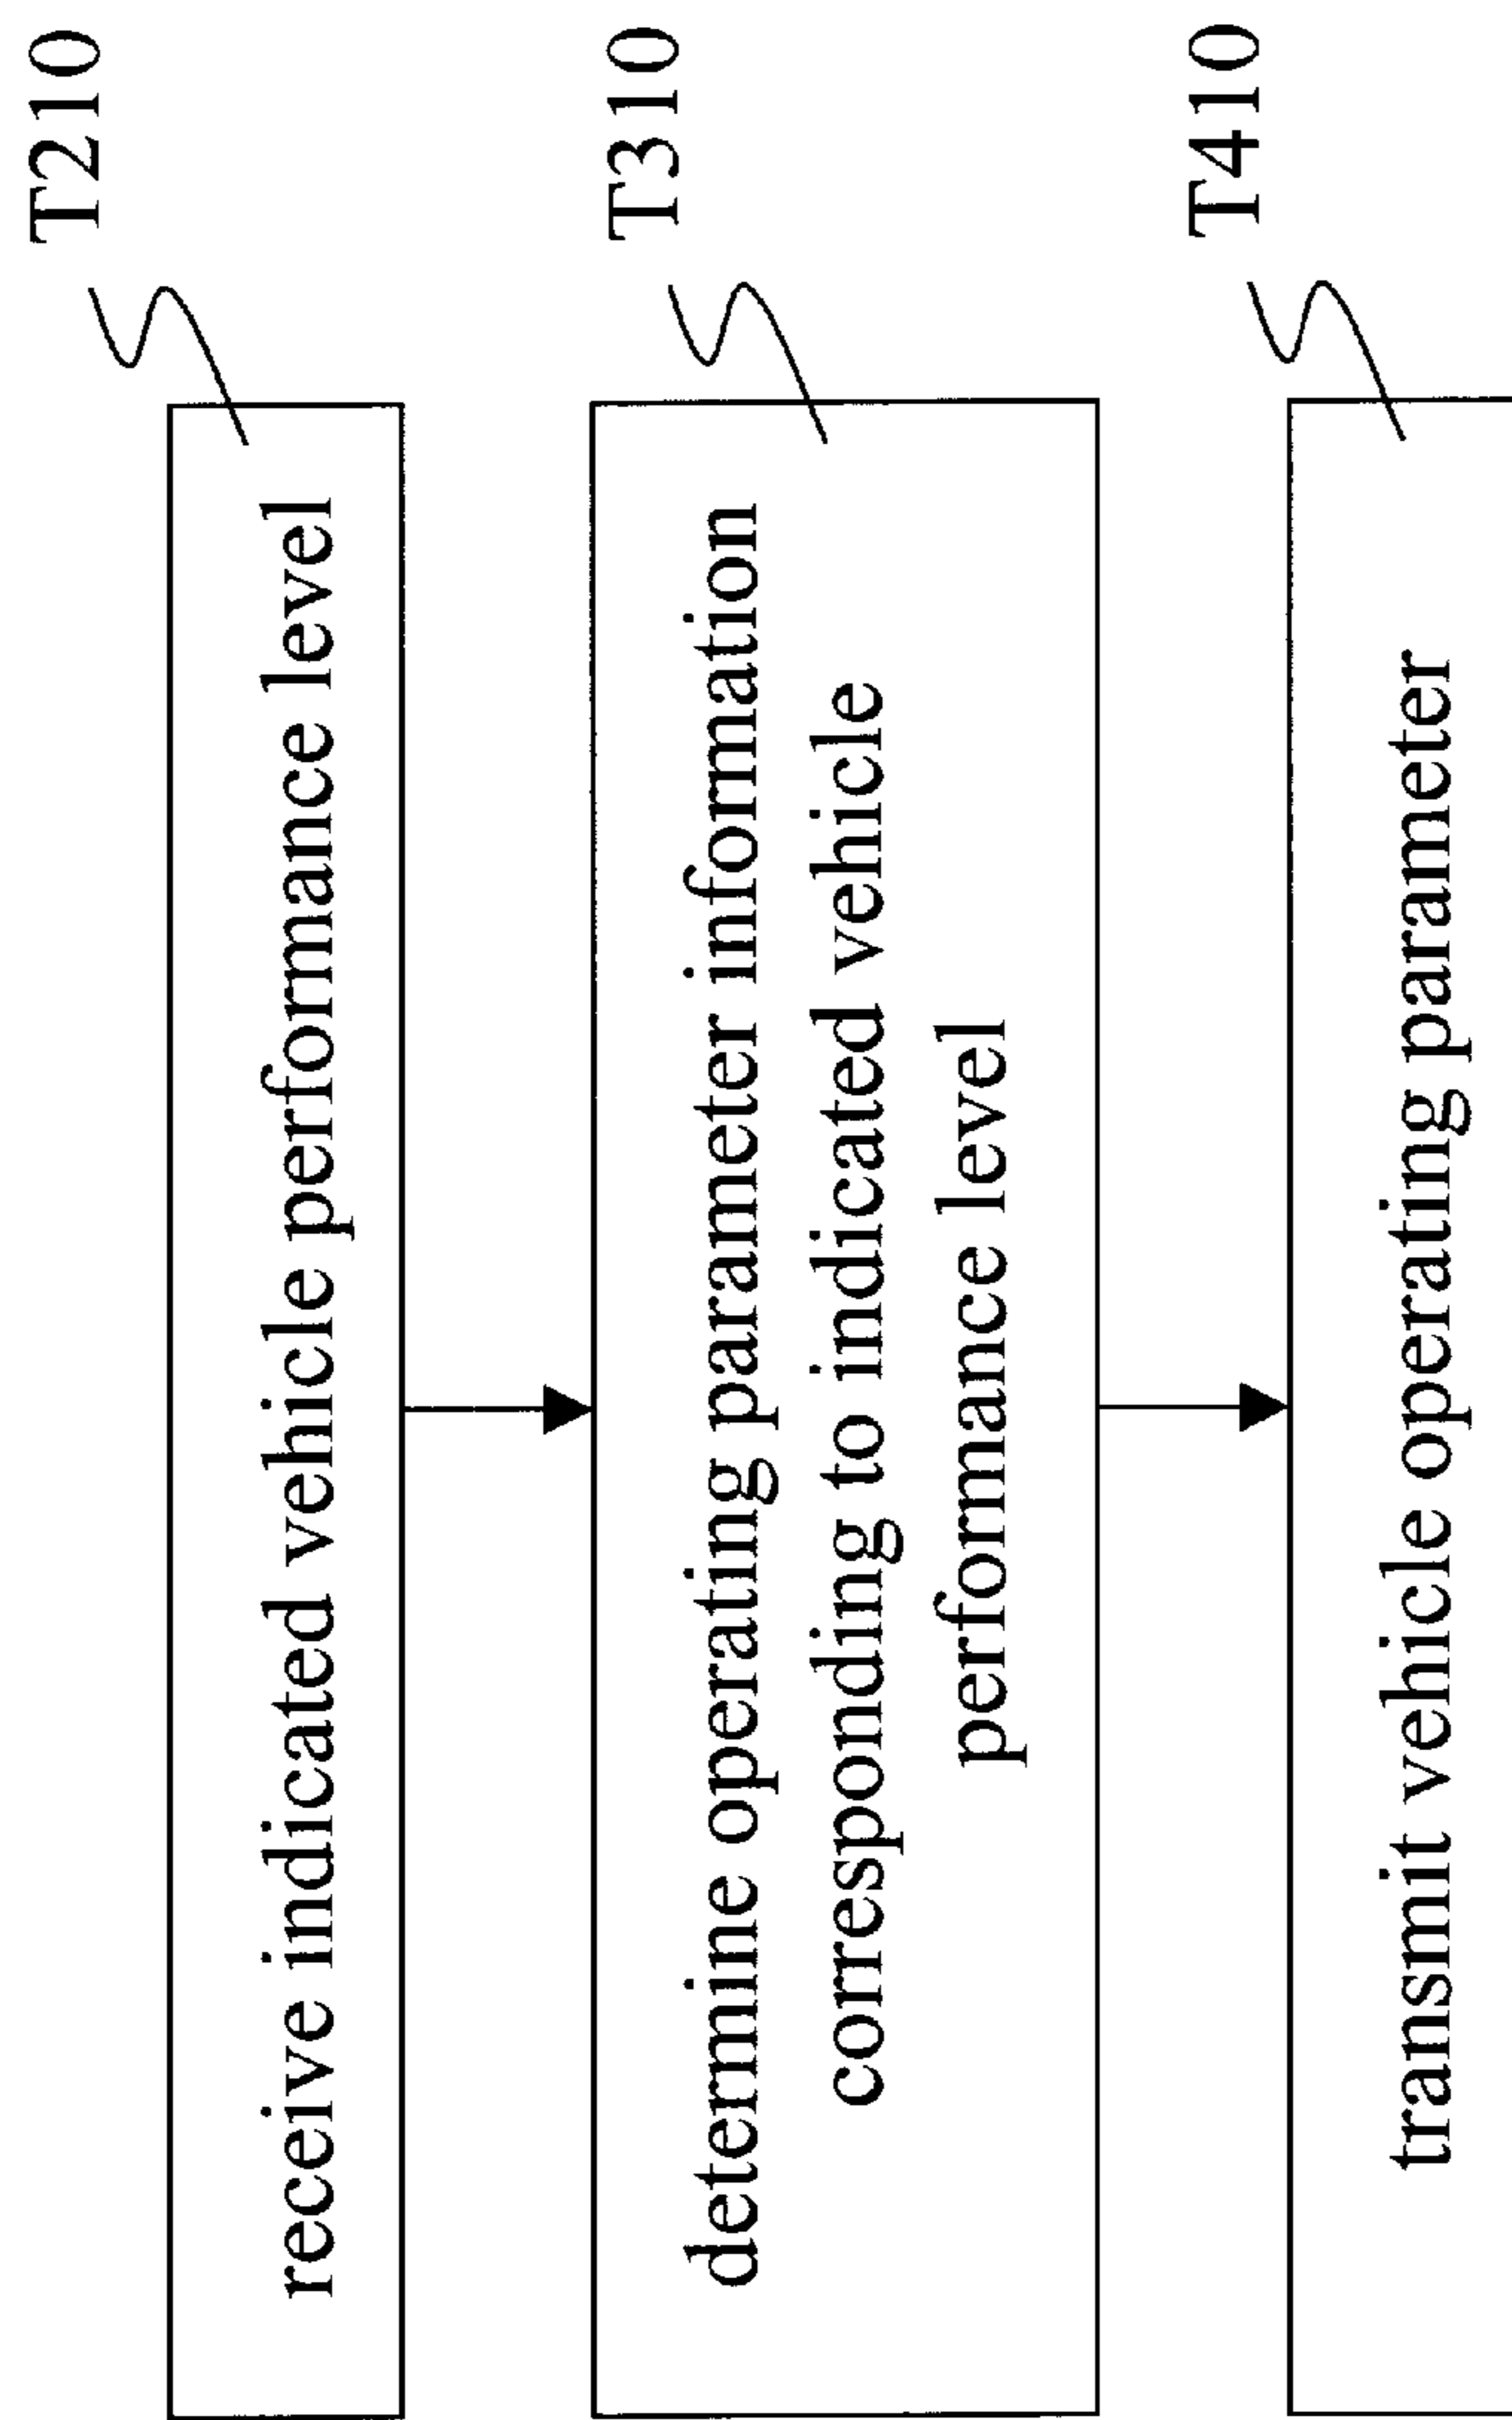 T210
receive indicated vehicle performance level
T310
determine operating parameter information
corresponding to indicated vehicle
performance level
T410
transmit vehicle operating parameter